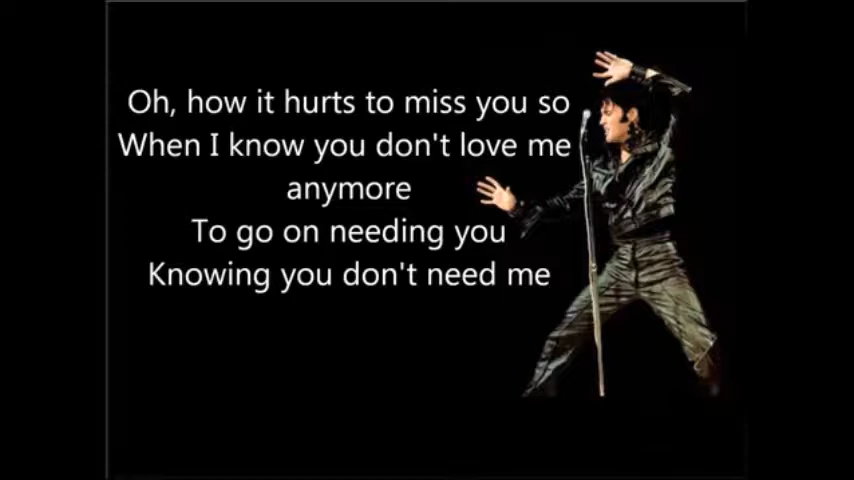 Oh, how it hurts to miss you so
When I know you don't love me
anymore
To go on needing you
Knowing you don't need me